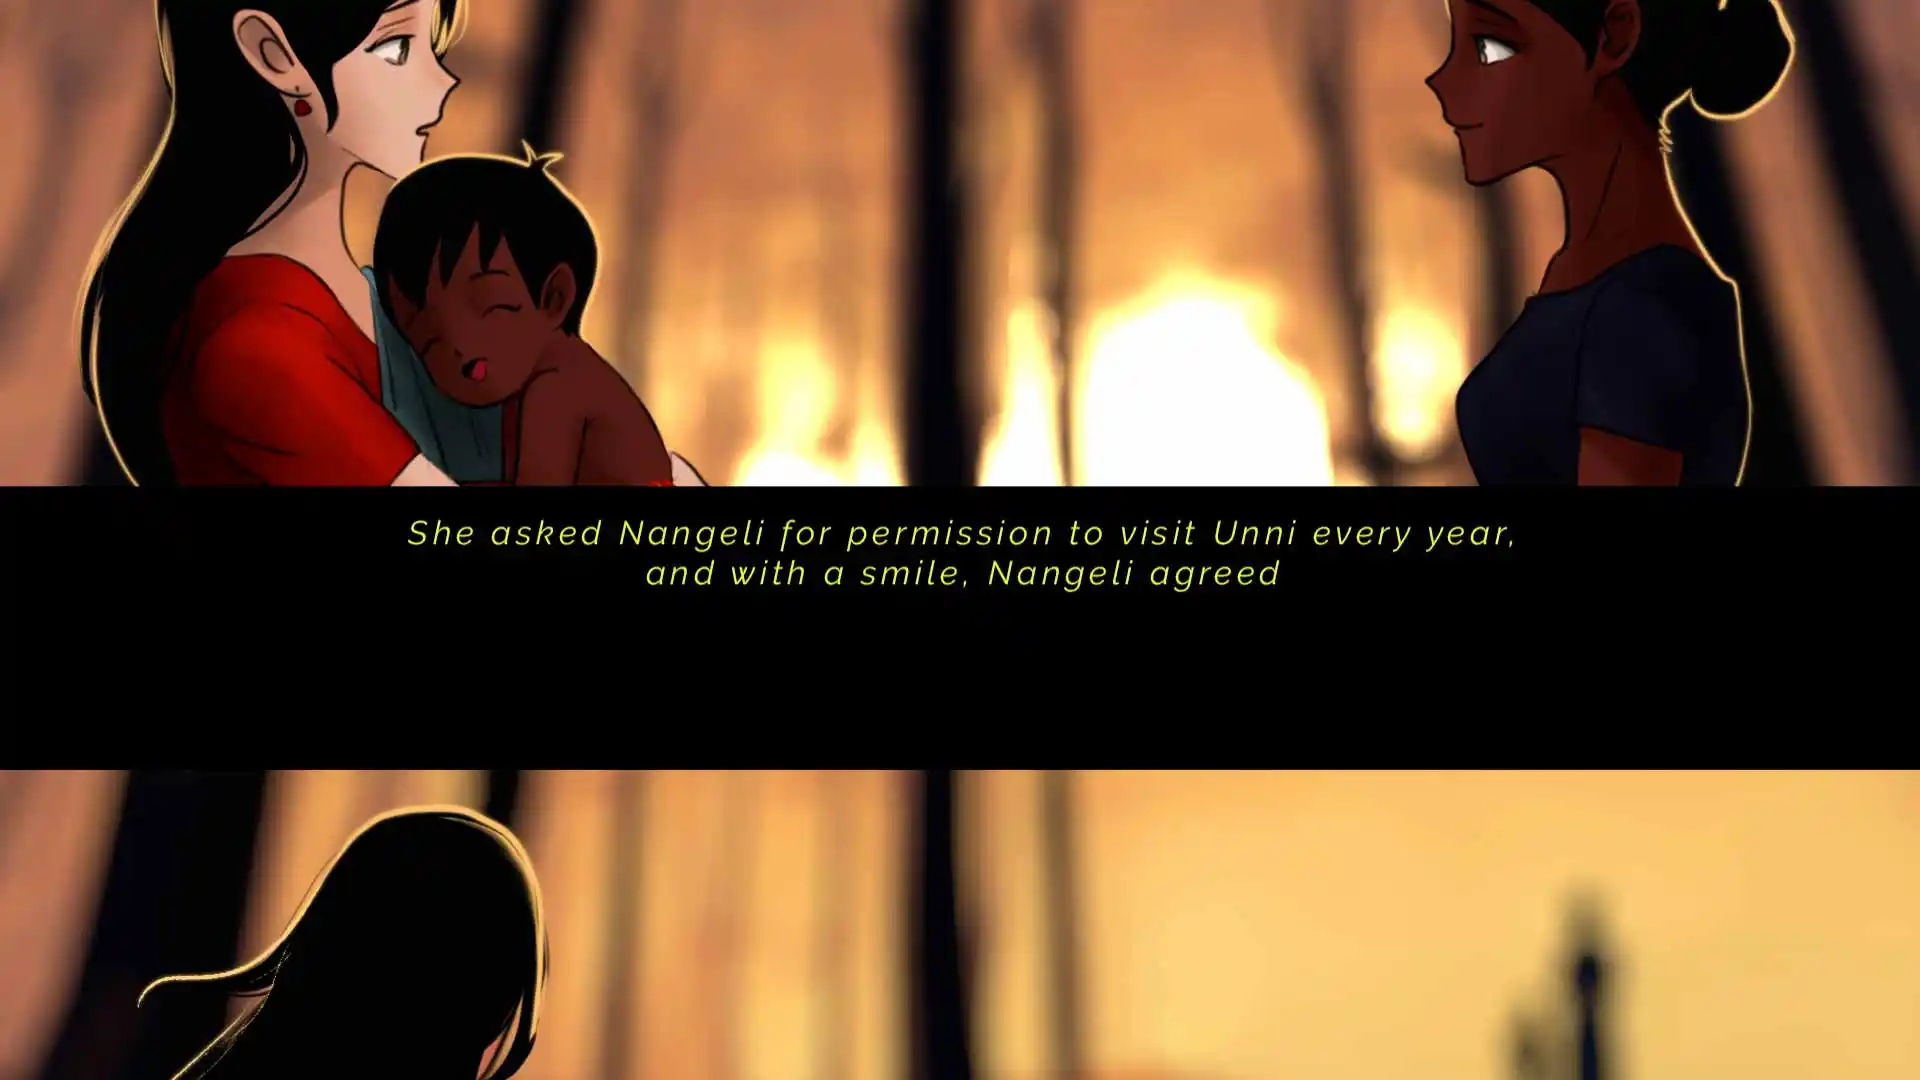 She asked Nangeli for permission to visit Unni every year,
and with a smile, Nangeli agreed